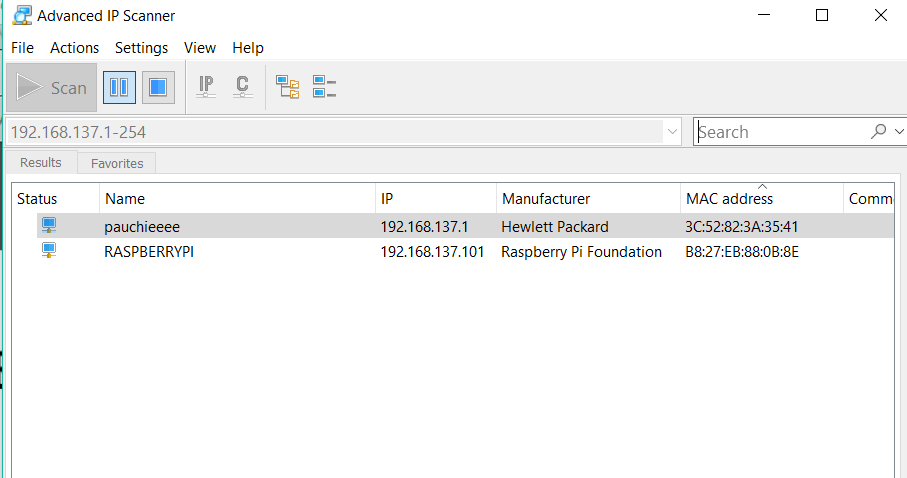 Advanced IP Scanner
File Actions Settings View Help
Scan IP C
192.168.137.1-254 Search
Results Favorites
Status Name IP Manufacturer MAC address Comm
pauchieeee 192.168.137.1 Hewlett Packard 3C:52:82:3A:35:41
RASPBERRYPI 192.168.137.101 Raspberry Pi Foundation B8:27:EB:88:0B:8E